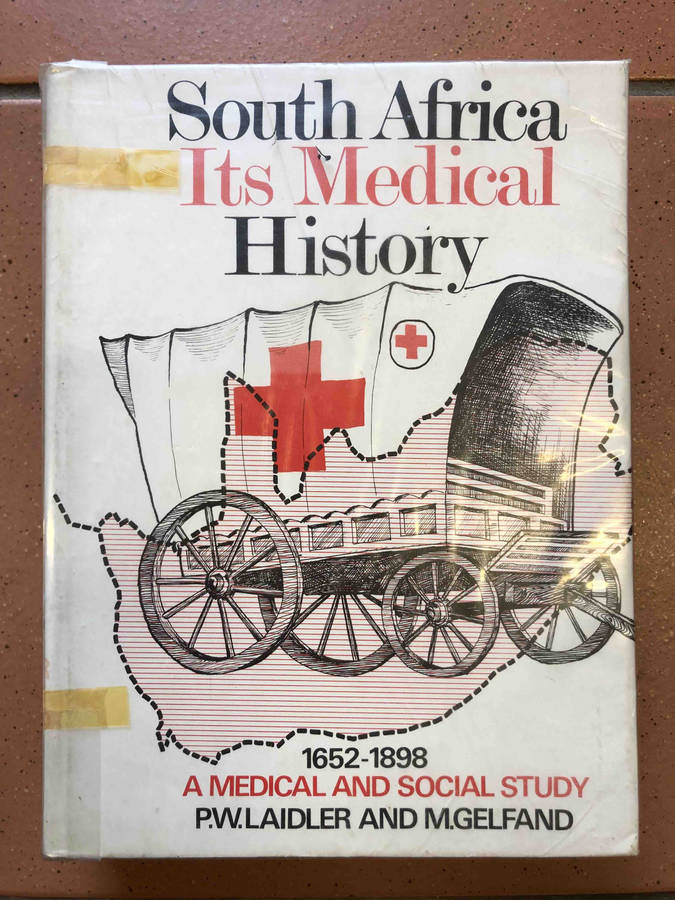 South Africa
Its Medical
History
1652-1898
A MEDICAL AND SOCIAL STUDY
P.W.LAIDLER AND M.GELFAND